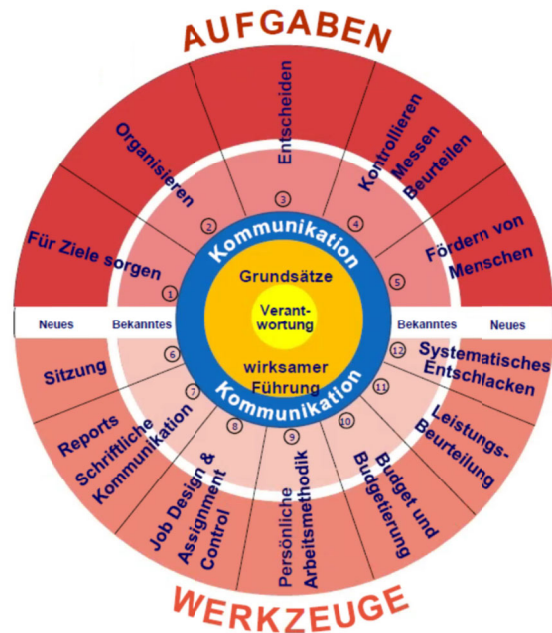 AUFGABEN
Für Ziele sorgen
1
Organisieren
2
Entscheiden
3
Kontrollieren
Messen
Beurteilen
4
Fördern von
Menschen
5
Kommunikation
Grundsätze
Verant-
wortung
wirksamer
Führung
Kommunikation
Neues
Bekanntes
Bekanntes
Neues
6
Sitzung
7
Reports
Schriftliche
Kommunikation
8
Job Design &
Assignment
Control
9
Persönliche
Arbeitsmethodik
10
Budget und
Budgetierung
11
Leistungs-
Beurteilung
12
Systematisches
Entschlacken
WERKZEUGE